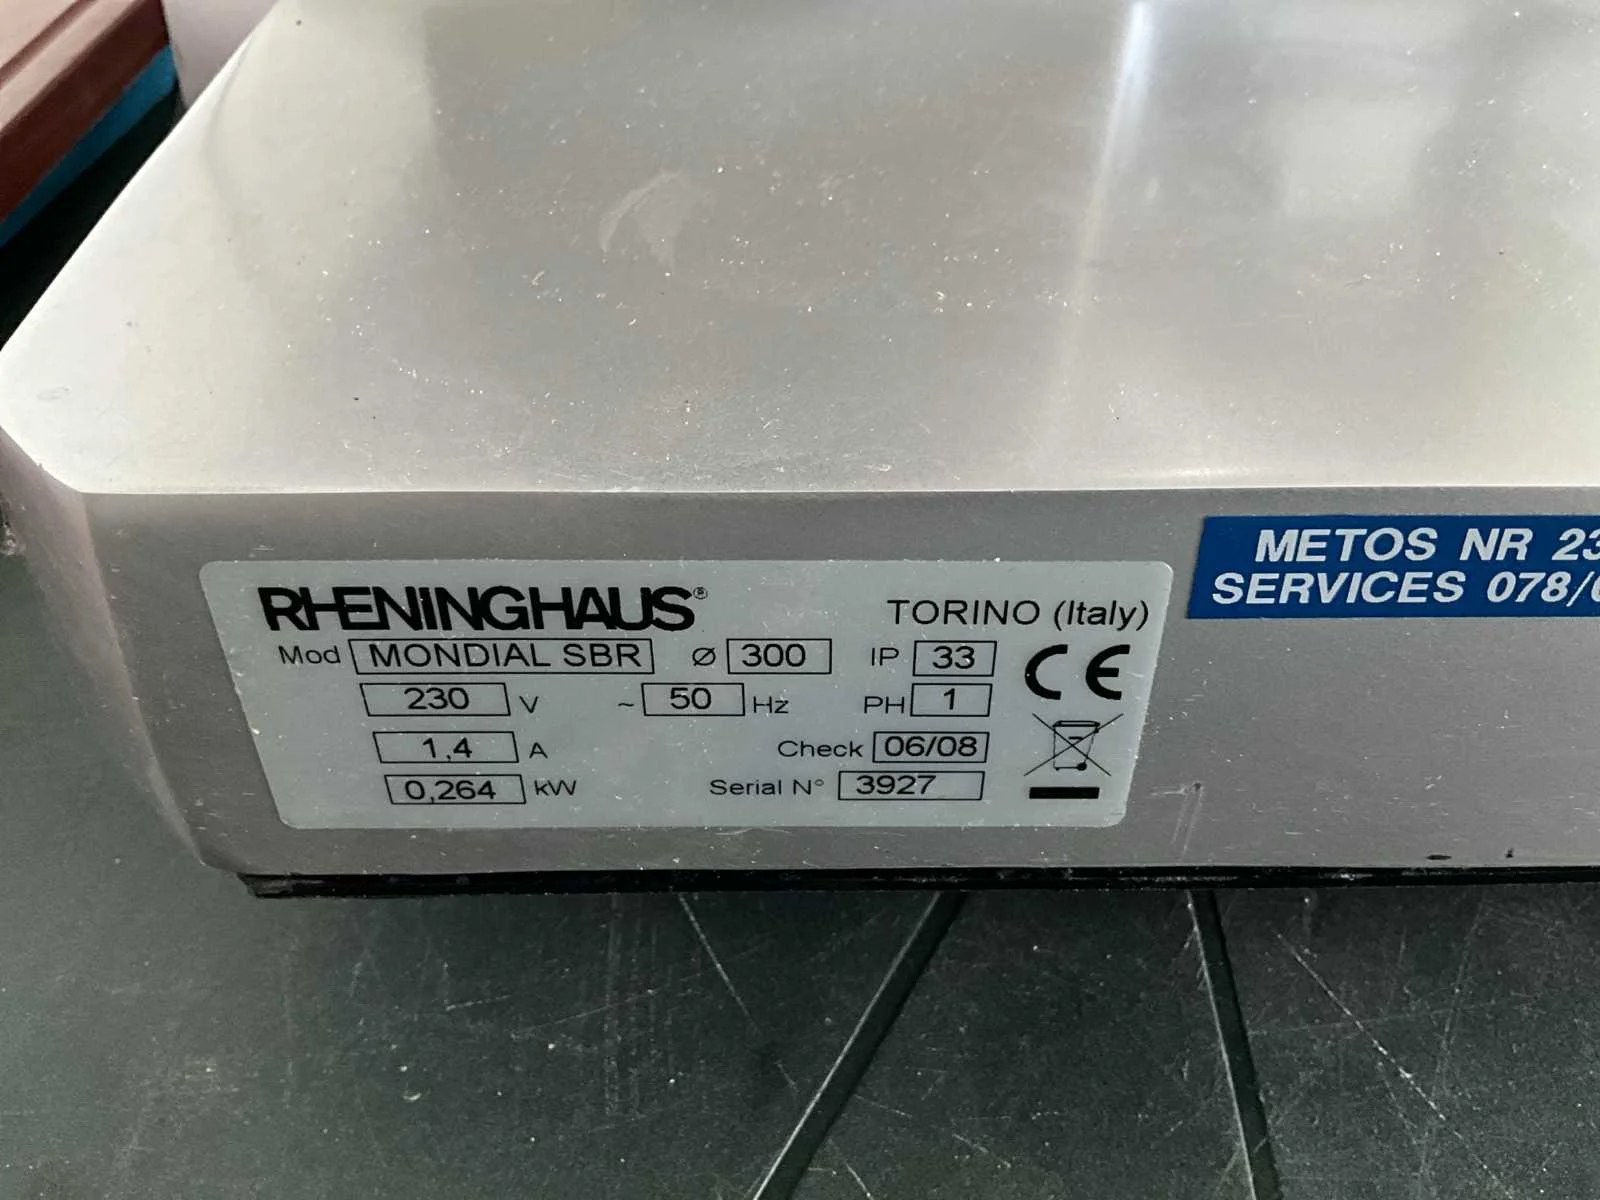 RHENINGHAUS®
TORINO (Italy)
Mod MONDIAL SBR ⌀ 300 IP 33 CE
230 V ~ 50 Hz PH 1
1,4 A Check 06/08
0,264 kW Serial N° 3927
METOS NR 23
SERVICES 078/